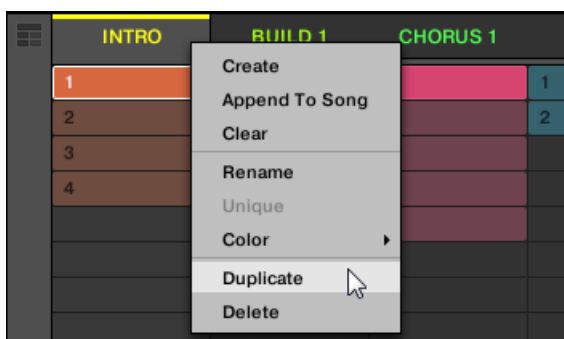 INTRO BUILD 1 CHORUS 1
1 1
2 2
3
4
Create
Append To Song
Clear
Rename
Unique
Color
Duplicate
Delete